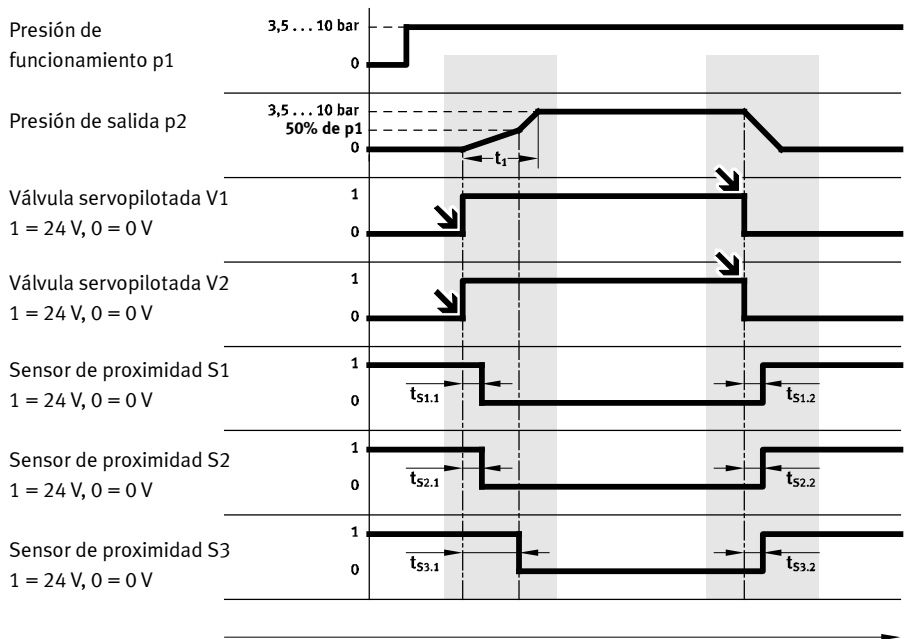 Presión de
funcionamiento p1
3,5 . . . 10 bar
0
Presión de salida p2
3,5 . . . 10 bar
50% de p1
0
t1
Válvula servopilotada V1
1 = 24 V, 0 = 0 V
1
0
Válvula servopilotada V2
1 = 24 V, 0 = 0 V
1
0
Sensor de proximidad S1
1 = 24 V, 0 = 0 V
1
0
tS1.1
tS1.2
Sensor de proximidad S2
1 = 24 V, 0 = 0 V
1
0
tS2.1
tS2.2
Sensor de proximidad S3
1 = 24 V, 0 = 0 V
1
0
tS3.1
tS3.2